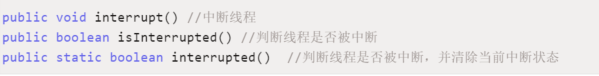 public void interrupt() //中断线程
public boolean isInterrupted() //判断线程是否被中断
public static boolean interrupted()  //判断线程是否被中断，并清除当前中断状态